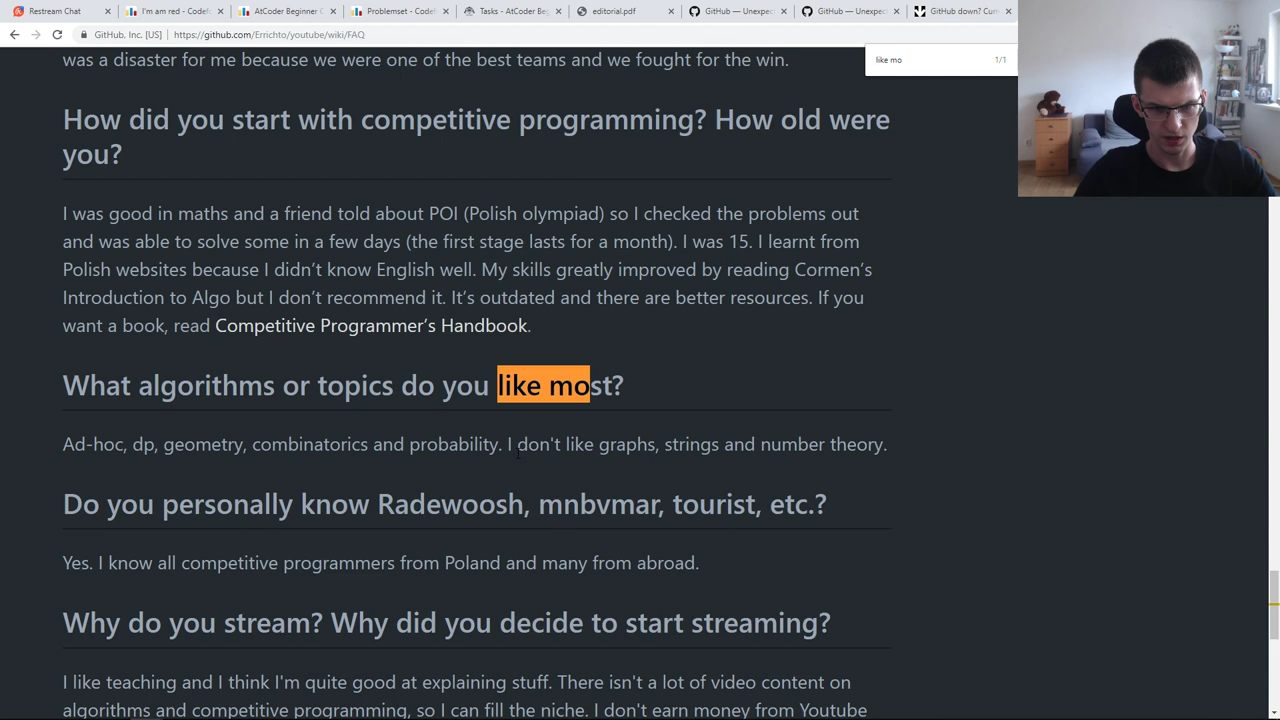 Restream Chat
I'm am red - Codef
AtCoder Beginner C
Problemset - Codef
Tasks - AtCoder Beg
editorial.pdf
GitHub — Unexpec
GitHub — Unexpec
GitHub down? Curr
GitHub, Inc. [US] | https://github.com/Errichto/youtube/wiki/FAQ
like mo 1/1
was a disaster for me because we were one of the best teams and we fought for the win.
How did you start with competitive programming? How old were
you?
I was good in maths and a friend told about POI (Polish olympiad) so I checked the problems out
and was able to solve some in a few days (the first stage lasts for a month). I was 15. I learnt from
Polish websites because I didn’t know English well. My skills greatly improved by reading Cormen’s
Introduction to Algo but I don’t recommend it. It’s outdated and there are better resources. If you
want a book, read Competitive Programmer’s Handbook.
What algorithms or topics do you like most?
Ad-hoc, dp, geometry, combinatorics and probability. I don't like graphs, strings and number theory.
Do you personally know Radewoosh, mnbvmar, tourist, etc.?
Yes. I know all competitive programmers from Poland and many from abroad.
Why do you stream? Why did you decide to start streaming?
I like teaching and I think I'm quite good at explaining stuff. There isn't a lot of video content on
algorithms and competitive programming, so I can fill the niche. I don't earn money from Youtube